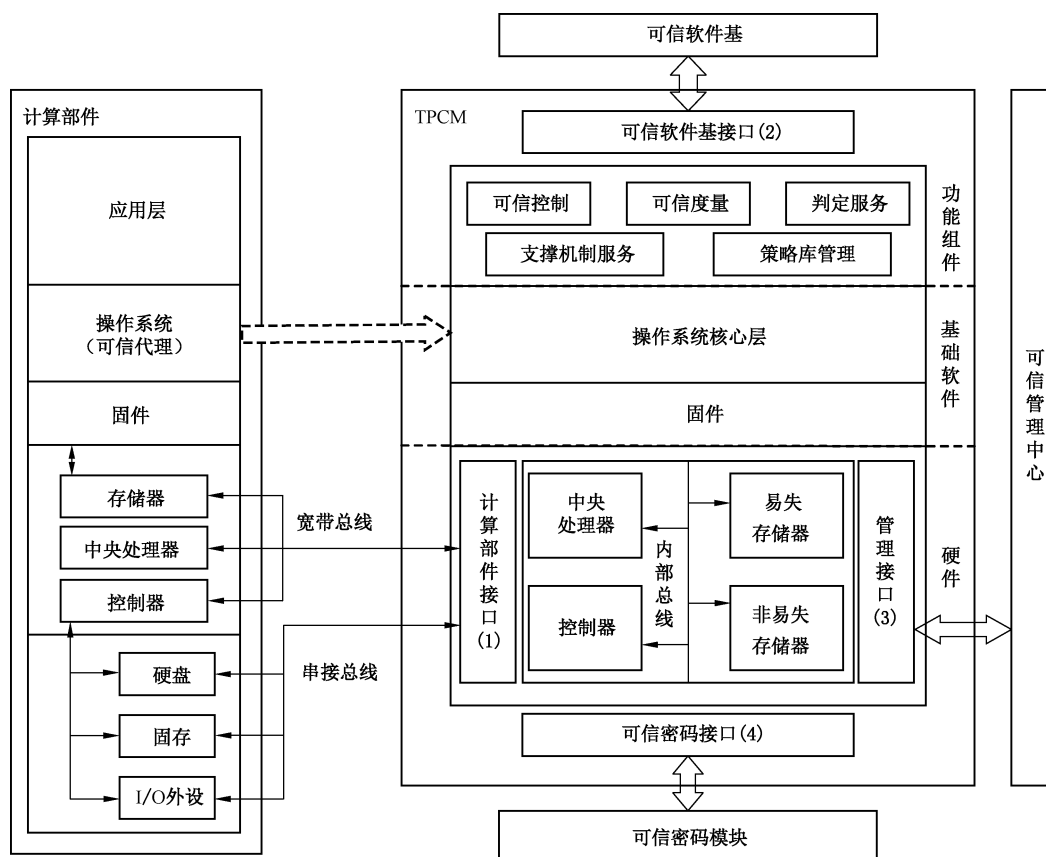 可信软件基
计算部件
应用层
操作系统
(可信代理)
固件
存储器
中央处理器
控制器
硬盘
固存
I/O外设
宽带总线
串接总线
TPCM
可信软件基接口(2)
可信控制
可信度量
判定服务
支撑机制服务
策略库管理
功能组件
操作系统核心层
固件
基础软件
计算部件接口(1)
中央
处理器
控制器
内部总线
易失
存储器
非易失
存储器
管理接口(3)
硬件
可信密码接口(4)
可信密码模块
可信管理中心